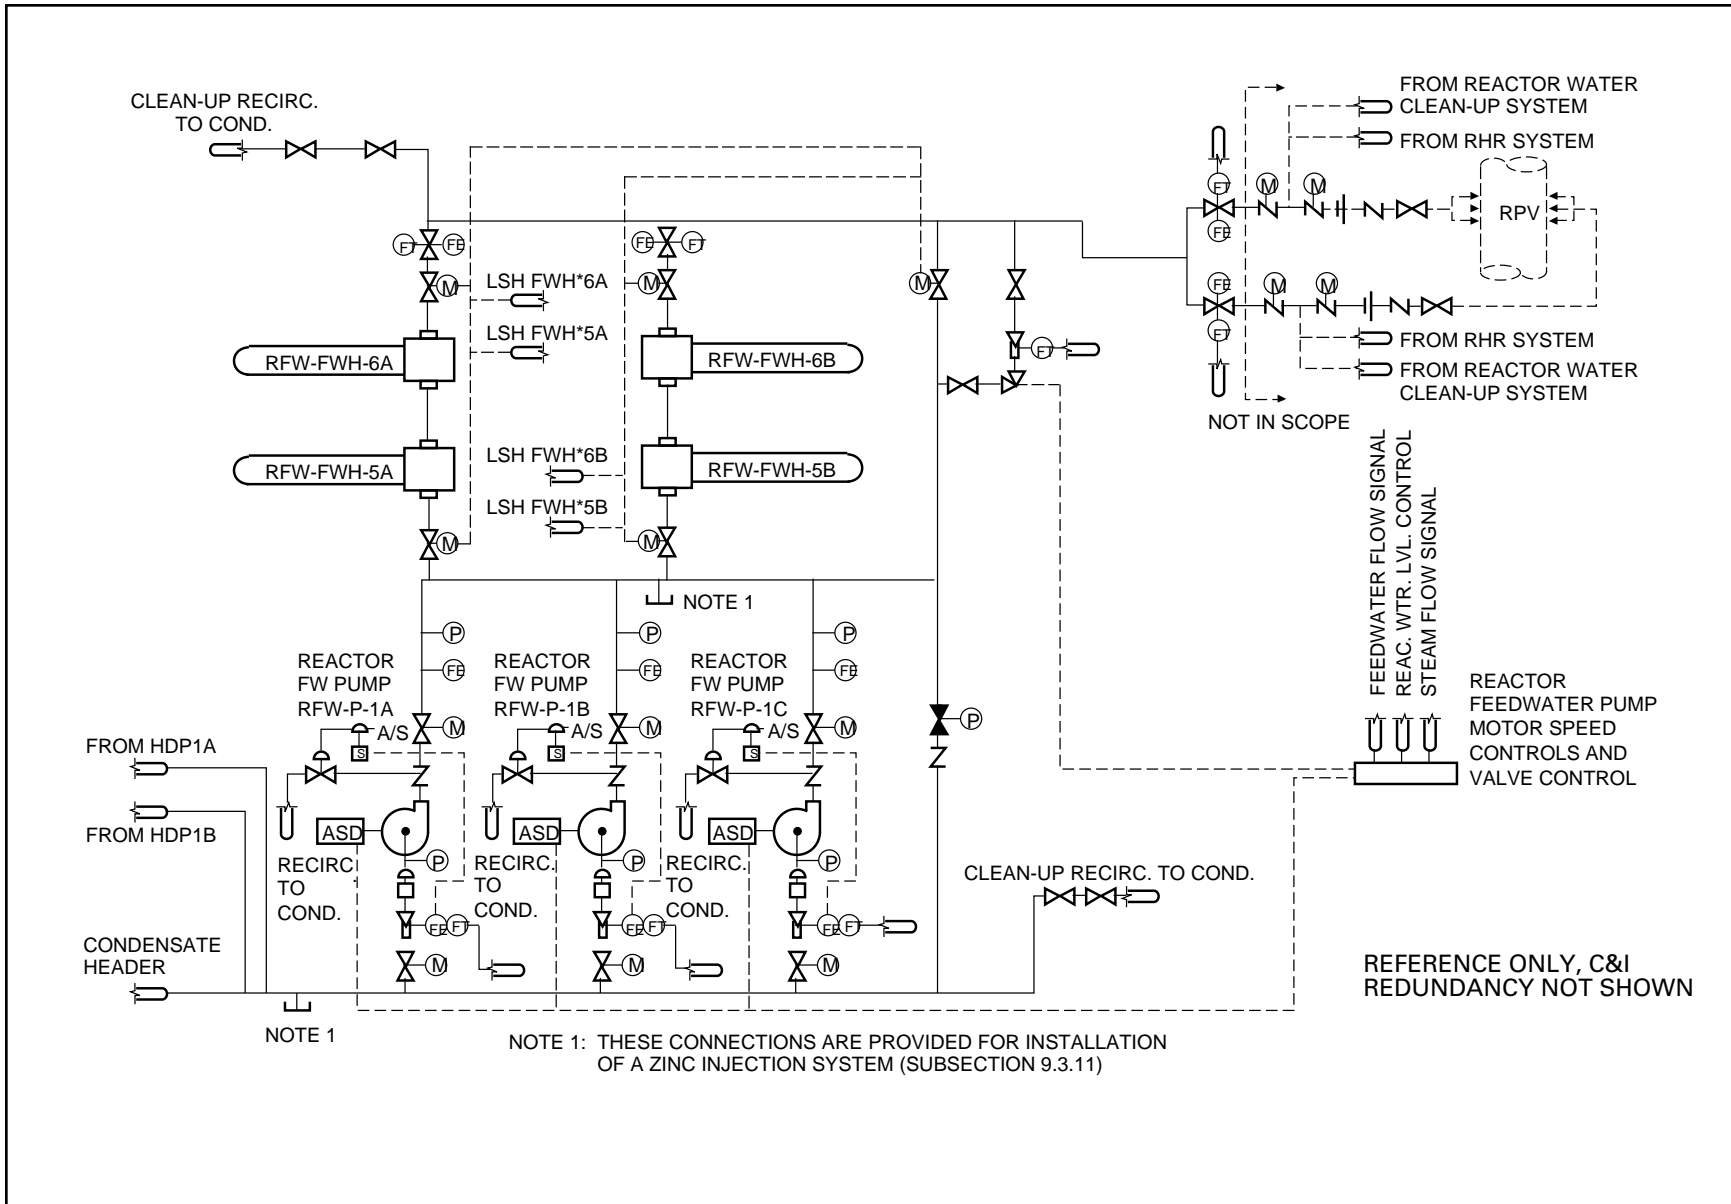 CLEAN-UP RECIRC.
TO COND.
FROM REACTOR WATER
CLEAN-UP SYSTEM
FROM RHR SYSTEM
FT
M
M
RPV
FE
FE
M
M
FT
FROM RHR SYSTEM
FROM REACTOR WATER
CLEAN-UP SYSTEM
NOT IN SCOPE
FT
FE
FE
FT
M
M
M
LSH FWH*6A
LSH FWH*5A
FT
RFW-FWH-6A
RFW-FWH-6B
LSH FWH*6B
RFW-FWH-5A
RFW-FWH-5B
LSH FWH*5B
M
M
NOTE 1
P
P
P
FE
FE
FE
REACTOR
FW PUMP
RFW-P-1A
REACTOR
FW PUMP
RFW-P-1B
REACTOR
FW PUMP
RFW-P-1C
A/S
A/S
A/S
M
M
M
P
S
S
S
FEEDWATER FLOW SIGNAL
REAC. WTR. LVL. CONTROL
STEAM FLOW SIGNAL
REACTOR
FEEDWATER PUMP
MOTOR SPEED
CONTROLS AND
VALVE CONTROL
FROM HDP1A
FROM HDP1B
ASD
ASD
ASD
P
P
P
RECIRC.
TO
COND.
RECIRC.
TO
COND.
RECIRC.
TO
COND.
FE
FT
FE
FT
FE
FT
CLEAN-UP RECIRC. TO COND.
M
M
M
CONDENSATE
HEADER
NOTE 1
REFERENCE ONLY, C&I
REDUNDANCY NOT SHOWN
NOTE 1: THESE CONNECTIONS ARE PROVIDED FOR INSTALLATION
OF A ZINC INJECTION SYSTEM (SUBSECTION 9.3.11)